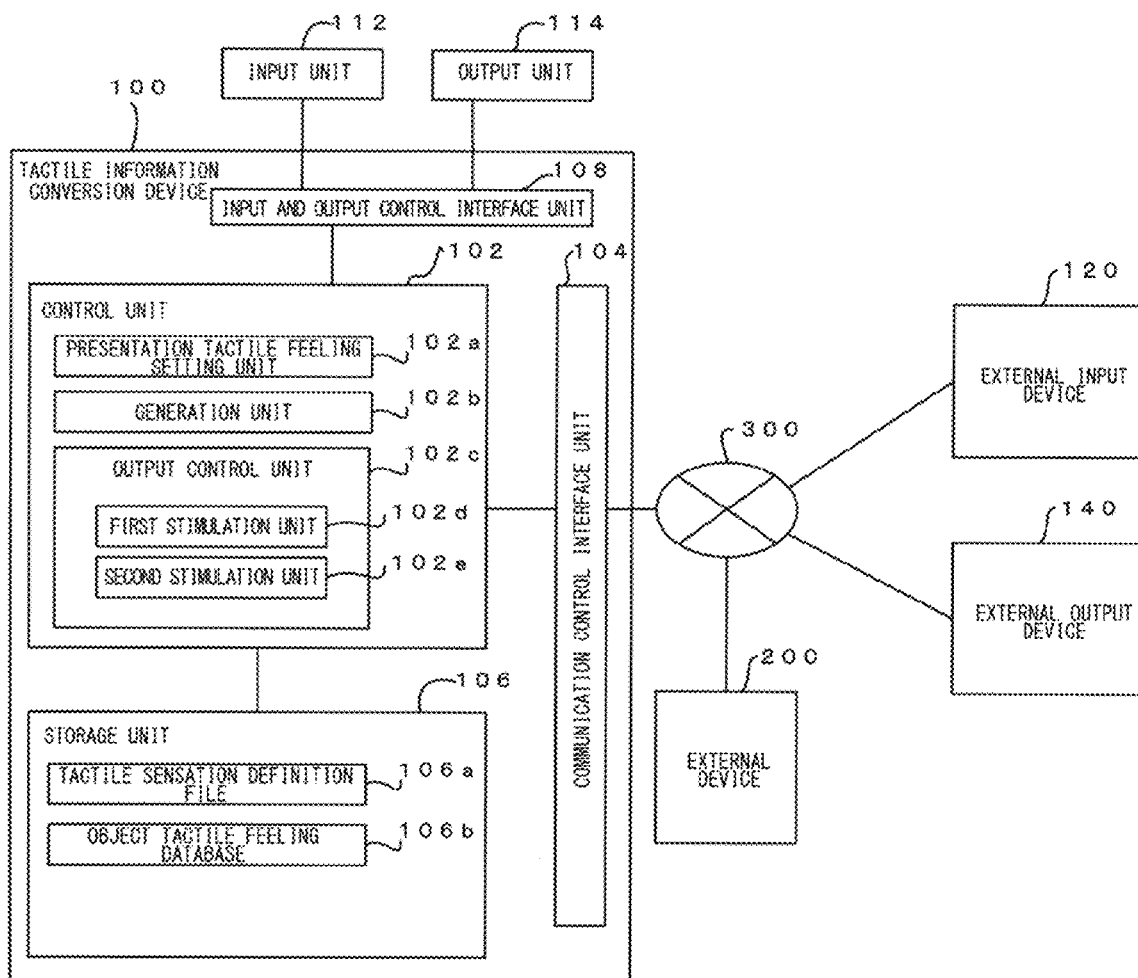 112
114
INPUT UNIT
OUTPUT UNIT
100
TACTILE INFORMATION
CONVERSION DEVICE
108
INPUT AND OUTPUT CONTROL INTERFACE UNIT
102
104
CONTROL UNIT
PRESENTATION TACTILE FEELING
SETTING UNIT
102a
GENERATION UNIT
102b
OUTPUT CONTROL UNIT
102c
FIRST STIMULATION UNIT
102d
SECOND STIMULATION UNIT
102e
COMMUNICATION CONTROL INTERFACE UNIT
120
EXTERNAL INPUT
DEVICE
300
140
EXTERNAL OUTPUT
DEVICE
200
EXTERNAL
DEVICE
106
STORAGE UNIT
TACTILE SENSATION DEFINITION
FILE
106a
OBJECT TACTILE FEELING
DATABASE
106b